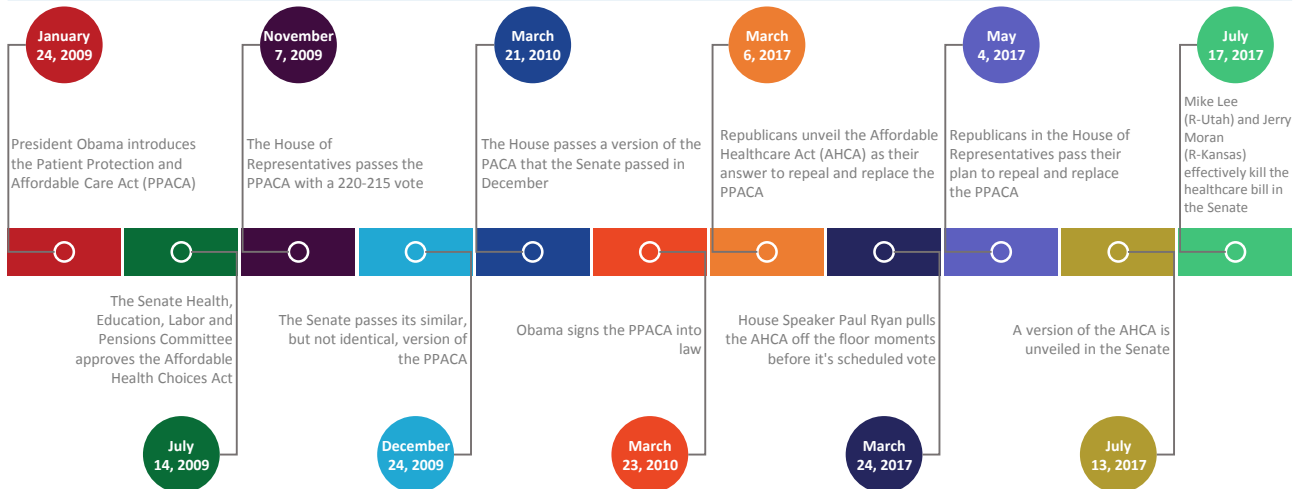 January
24, 2009
November
7, 2009
March
21, 2010
March
6, 2017
May
4, 2017
July
17, 2017
President Obama introduces
the Patient Protection and
Affordable Care Act (PPACA)
The House of
Representatives passes the
PPACA with a 220-215 vote
The House passes a version of the
PACA that the Senate passed in
December
Republicans unveil the Affordable
Healthcare Act (AHCA) as their
answer to repeal and replace the
PPACA
Republicans in the House of
Representatives pass their
plan to repeal and replace
the PPACA
Mike Lee
(R-Utah) and Jerry
Moran
(R-Kansas)
effectively kill the
healthcare bill in
the Senate
The Senate Health,
Education, Labor and
Pensions Committee
approves the Affordable
Health Choices Act
The Senate passes its similar,
but not identical, version of
the PPACA
Obama signs the PPACA into
law
House Speaker Paul Ryan pulls
the AHCA off the floor moments
before it's scheduled vote
A version of the AHCA is
unveiled in the Senate
July
14, 2009
December
24, 2009
March
23, 2010
March
24, 2017
July
13, 2017